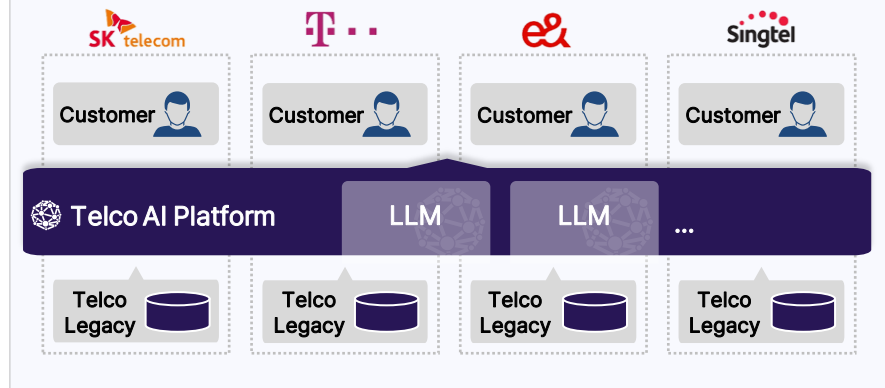 SK
telecom
T
e&
Singtel
Customer
Customer
Customer
Customer
Telco AI Platform
LLM
LLM
...
Telco
Legacy
Telco
Legacy
Telco
Legacy
Telco
Legacy